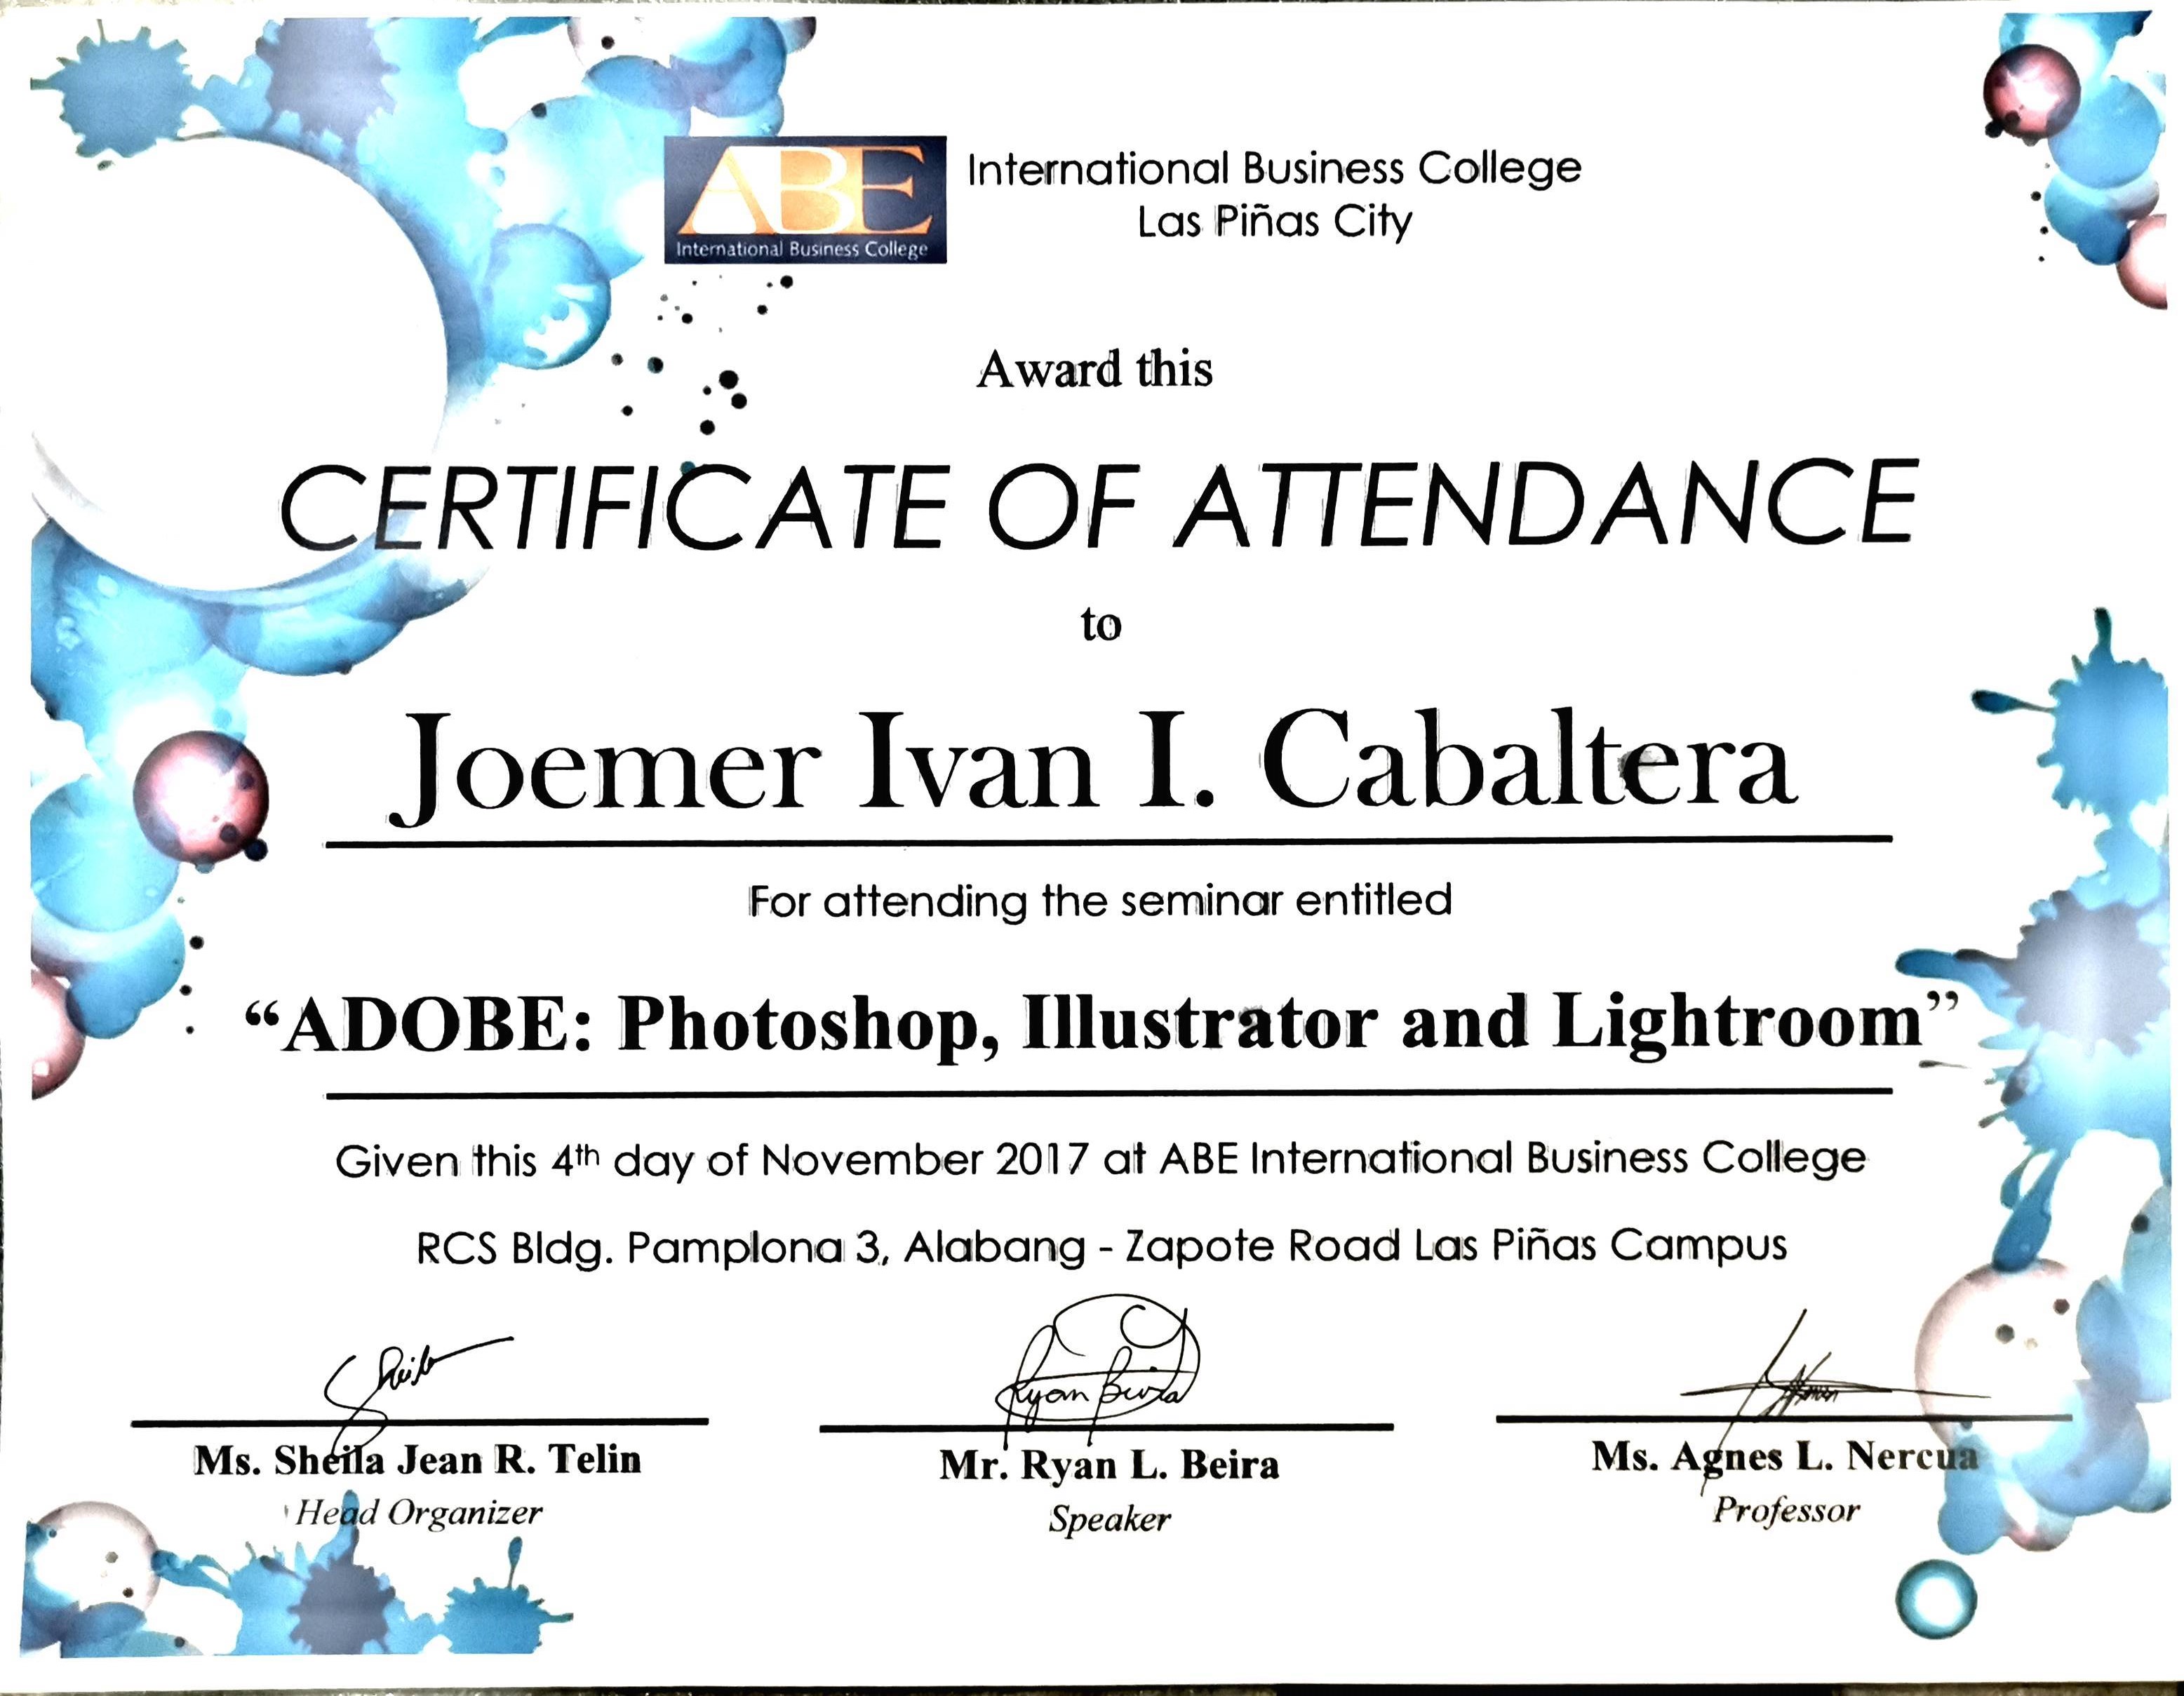 ABE
International Business College
International Business College
Las Piñas City
Award this
CERTIFICATE OF ATTENDANCE
to
Joemer Ivan I. Cabaltera
For attending the seminar entitled
“ADOBE: Photoshop, Illustrator and Lightroom”
Given this 4th day of November 2017 at ABE International Business College
RCS Bldg. Pamplona 3, Alabang - Zapote Road Las Piñas Campus
Sheila
Ryan Beira
Ms. Sheila Jean R. Telin
Head Organizer
Mr. Ryan L. Beira
Speaker
Ms. Agnes L. Nercua
Professor